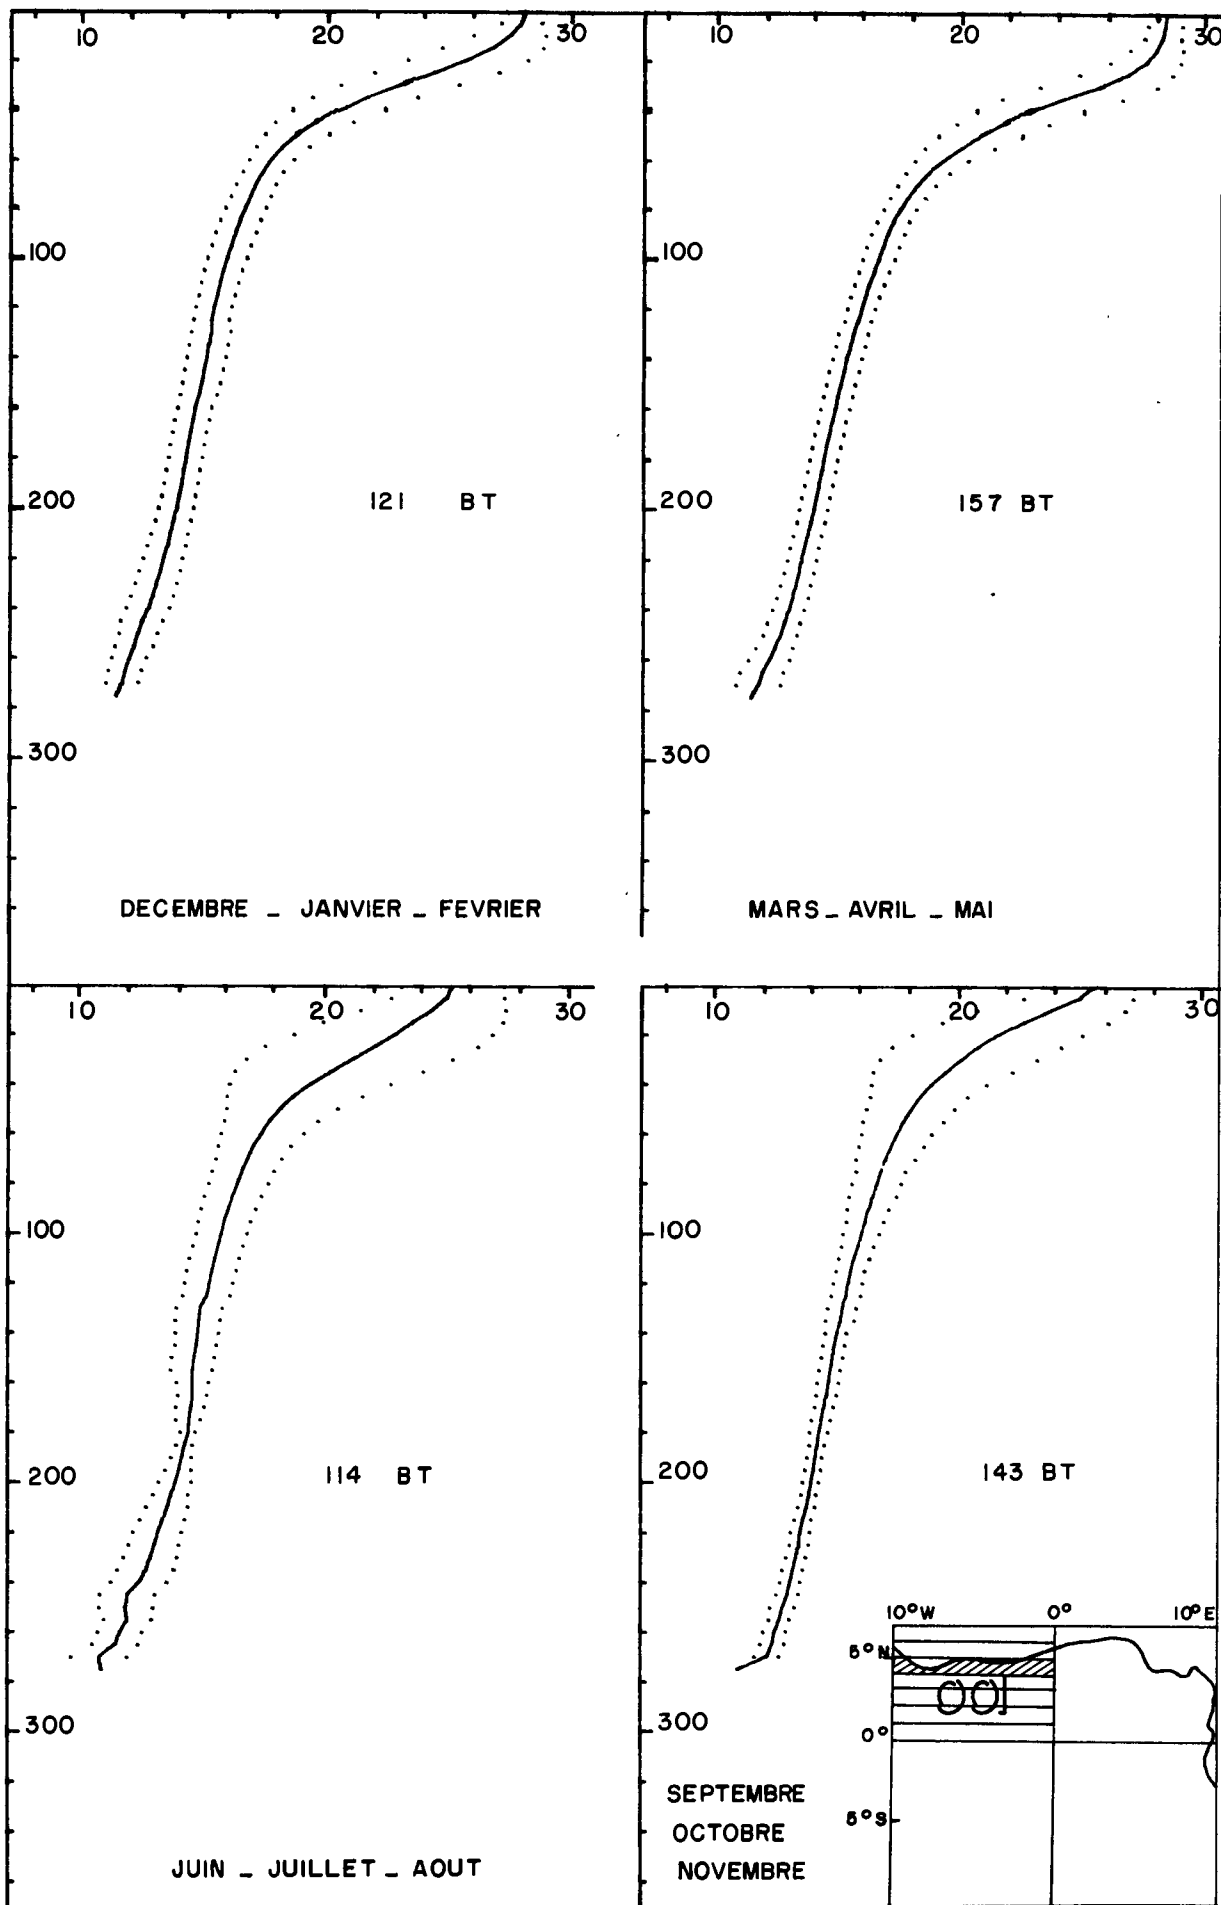 10 20 30
100
200
121 BT
300
DECEMBRE _ JANVIER _ FEVRIER
10 20 30
100
200
157 BT
300
MARS _ AVRIL _ MAI
10 20 30
100
200
114 BT
300
JUIN _ JUILLET _ AOUT
10 20 30
100
200
143 BT
300
SEPTEMBRE
OCTOBRE
NOVEMBRE
10°W 0° 10°E
5°N
0°
5°S